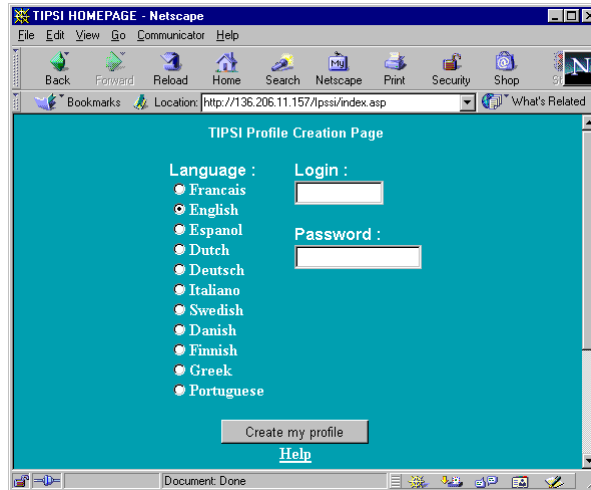 TIPSI HOMEPAGE - Netscape
File Edit View Go Communicator Help
Back Forward Reload Home Search Netscape Print Security Shop
Bookmarks Location: http://136.206.11.157/Ipssi/index.asp What's Related
TIPSI Profile Creation Page
Language :
Francais
English
Espanol
Dutch
Deutsch
Italiano
Swedish
Danish
Finnish
Greek
Portuguese
Login :
Password :
Create my profile
Help
Document: Done